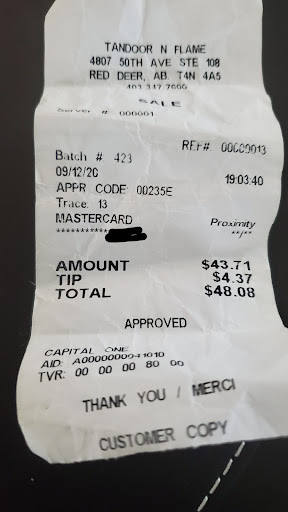 TANDOOR N FLAME
4807 50TH AVE STE 108
RED DEER, AB. T4N 4A5
403 347 7600
SALE
Server #: 000001
REF#: 00000013
Batch # 423
09/12/20 19:03:40
APPR CODE: 00235E
Trace: 13
MASTERCARD Proximity
************ **/**
AMOUNT $43.71
TIP $4.37
TOTAL $48.08
APPROVED
CAPITAL ONE
AID: A0000000041010
TVR: 00 00 00 80 00
THANK YOU / MERCI
CUSTOMER COPY